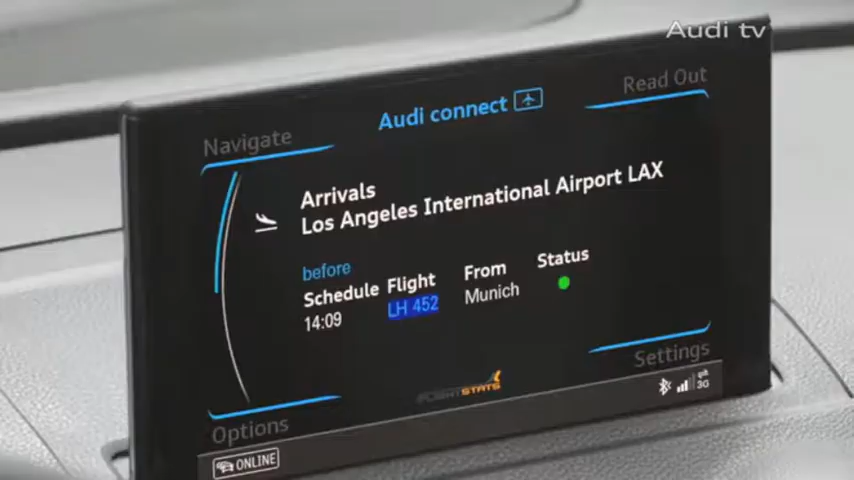 Audi tv
Navigate
Audi connect
Read Out
Arrivals
Los Angeles International Airport LAX
before
Schedule Flight From Status
14:09 LH 452 Munich
FLIGHTSTATS
Options
Settings
ONLINE
3G